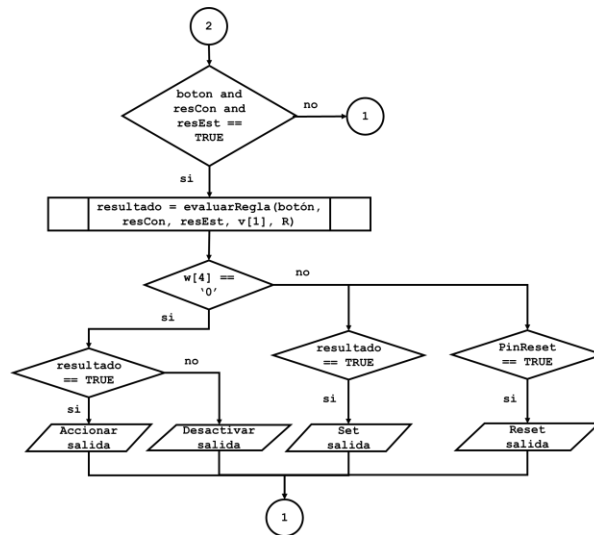 2
boton and
resCon and
resEst ==
TRUE
no
1
si
resultado = evaluarRegla(botón,
resCon, resEst, v[1], R)
w[4] ==
‘0’
no
si
resultado
== TRUE
no
resultado
== TRUE
PinReset
== TRUE
si
si
si
Accionar
salida
Desactivar
salida
Set
salida
Reset
salida
1